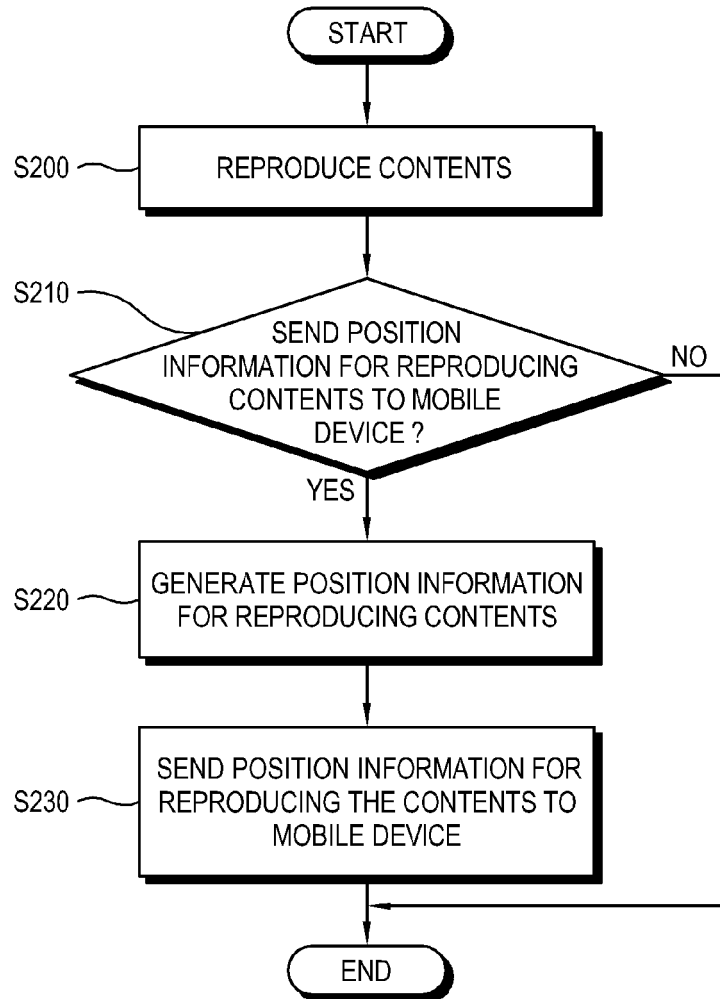 START
S200
REPRODUCE CONTENTS
S210
SEND POSITION
INFORMATION FOR REPRODUCING
CONTENTS TO MOBILE
DEVICE ?
NO
YES
S220
GENERATE POSITION INFORMATION
FOR REPRODUCING CONTENTS
S230
SEND POSITION INFORMATION FOR
REPRODUCING THE CONTENTS TO
MOBILE DEVICE
END